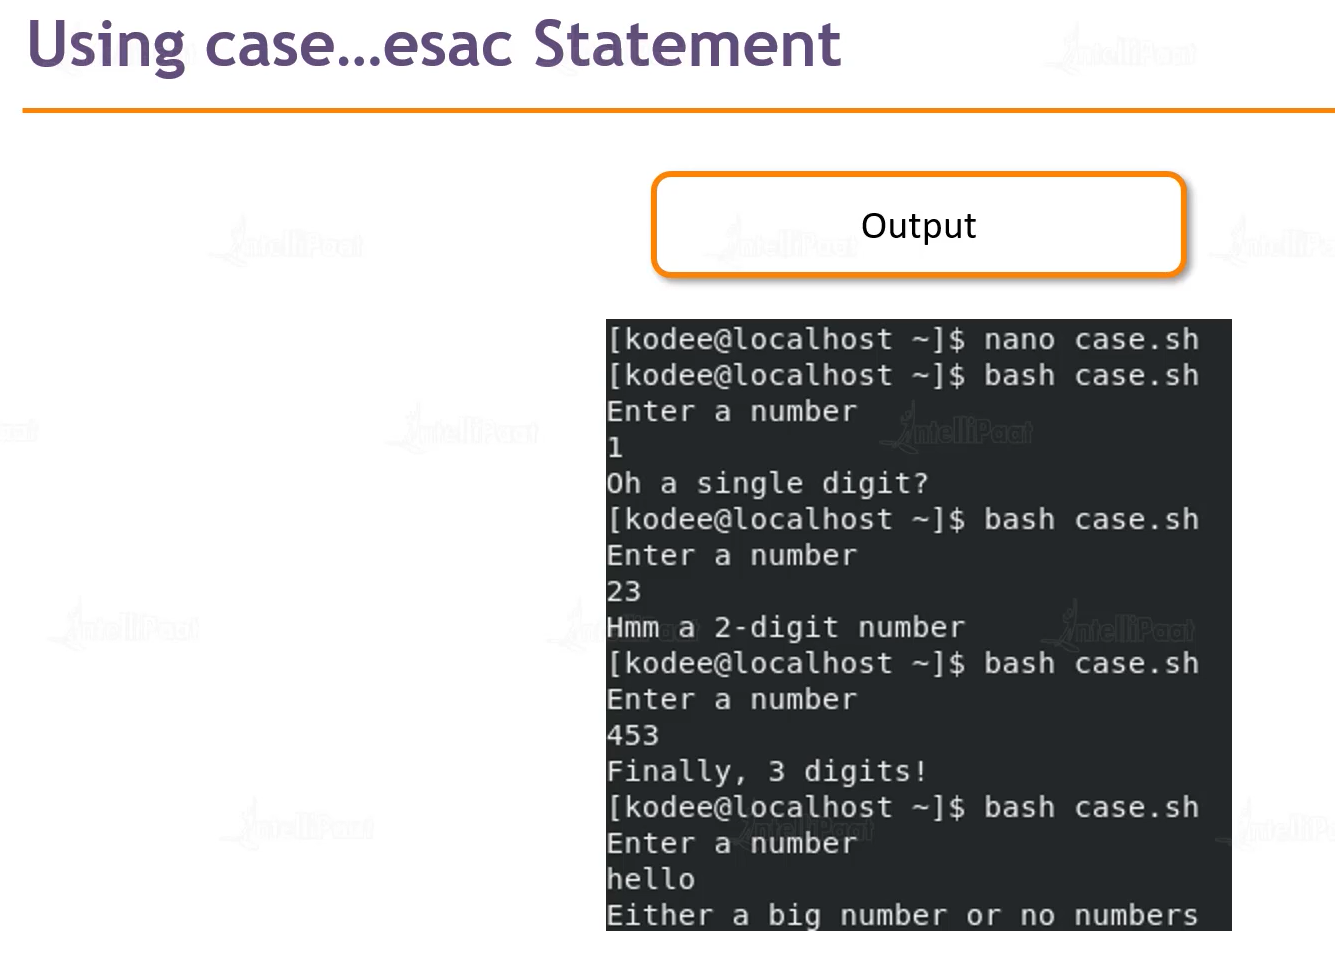 Using case...esac Statement
Output
[kodee@localhost ~]$ nano case.sh
[kodee@localhost ~]$ bash case.sh
Enter a number
1
Oh a single digit?
[kodee@localhost ~]$ bash case.sh
Enter a number
23
Hmm a 2-digit number
[kodee@localhost ~]$ bash case.sh
Enter a number
453
Finally, 3 digits!
[kodee@localhost ~]$ bash case.sh
Enter a number
hello
Either a big number or no numbers